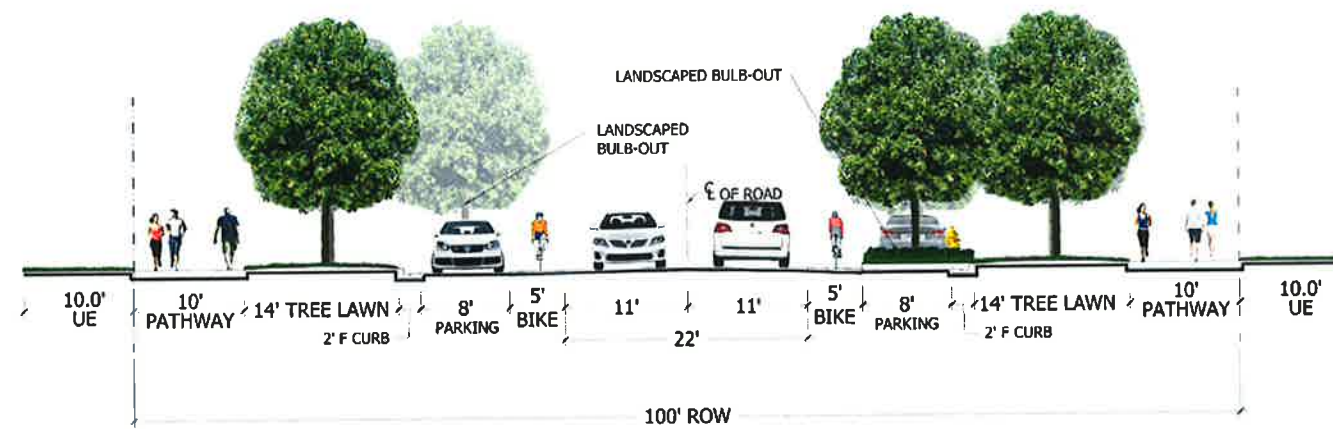 LANDSCAPED BULB-OUT
LANDSCAPED
BULB-OUT
℄ OF ROAD
10.0'
UE
10'
PATHWAY
14' TREE LAWN
2' F CURB
8'
PARKING
5'
BIKE
11'
11'
22'
5'
BIKE
8'
PARKING
2' F CURB
14' TREE LAWN
10'
PATHWAY
10.0'
UE
100' ROW